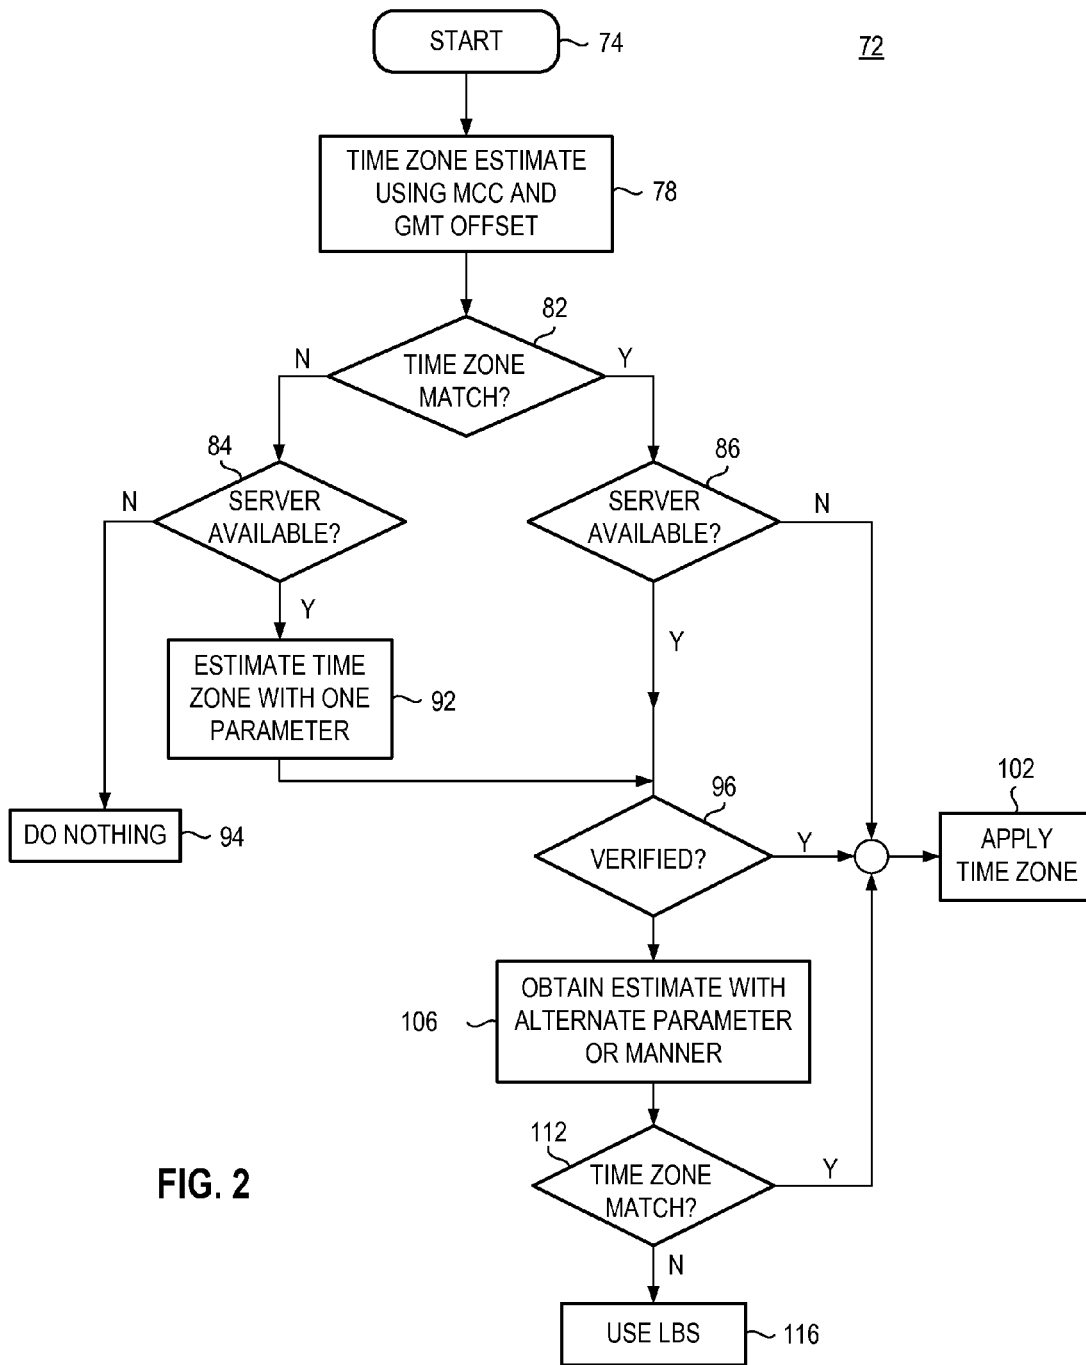 START
74
72
TIME ZONE ESTIMATE
USING MCC AND
GMT OFFSET
78
82
N
TIME ZONE
MATCH?
Y
84
N
SERVER
AVAILABLE?
86
SERVER
AVAILABLE?
N
Y
Y
ESTIMATE TIME
ZONE WITH ONE
PARAMETER
92
DO NOTHING
94
96
VERIFIED?
Y
102
APPLY
TIME ZONE
106
OBTAIN ESTIMATE WITH
ALTERNATE PARAMETER
OR MANNER
112
TIME ZONE
MATCH?
Y
FIG. 2
N
USE LBS
116